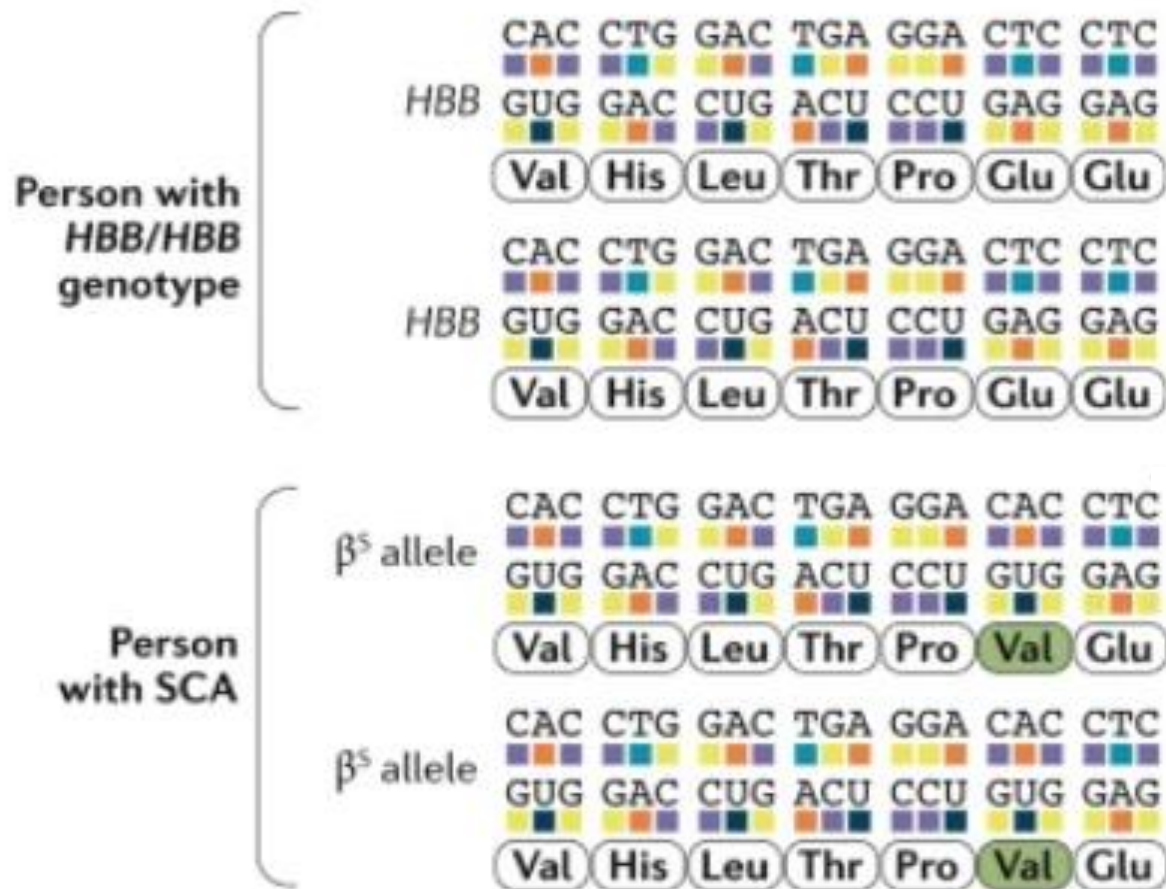 CAC CTG GAC TGA GGA CTC CTC
HBB
GUG GAC CUG ACU CCU GAG GAG
Val His Leu Thr Pro Glu Glu
Person with
HBB/HBB
genotype
CAC CTG GAC TGA GGA CTC CTC
HBB
GUG GAC CUG ACU CCU GAG GAG
Val His Leu Thr Pro Glu Glu
CAC CTG GAC TGA GGA CAC CTC
βˢ allele
GUG GAC CUG ACU CCU GUG GAG
Val His Leu Thr Pro Val Glu
Person
with SCA
CAC CTG GAC TGA GGA CAC CTC
βˢ allele
GUG GAC CUG ACU CCU GUG GAG
Val His Leu Thr Pro Val Glu